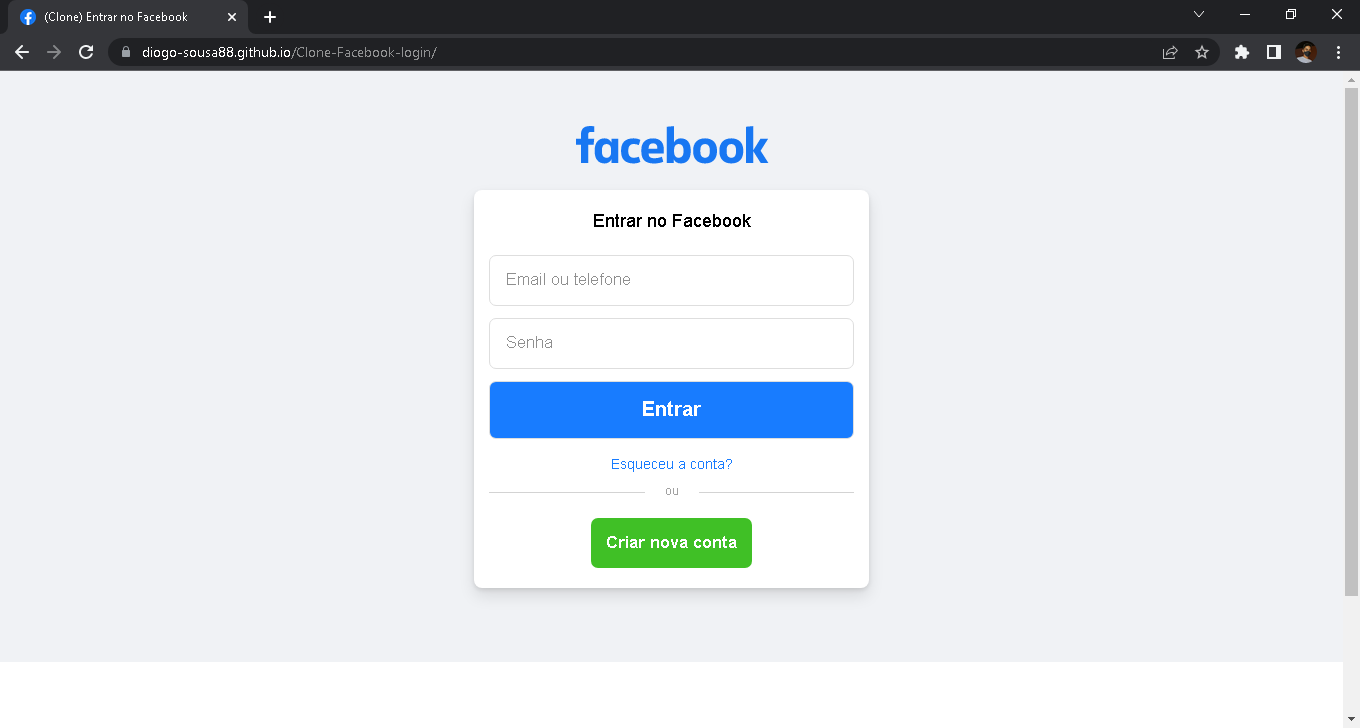 (Clone) Entrar no Facebook
diogo-sousa88.github.io/Clone-Facebook-login/
facebook
Entrar no Facebook
Email ou telefone
Senha
Entrar
Esqueceu a conta?
ou
Criar nova conta